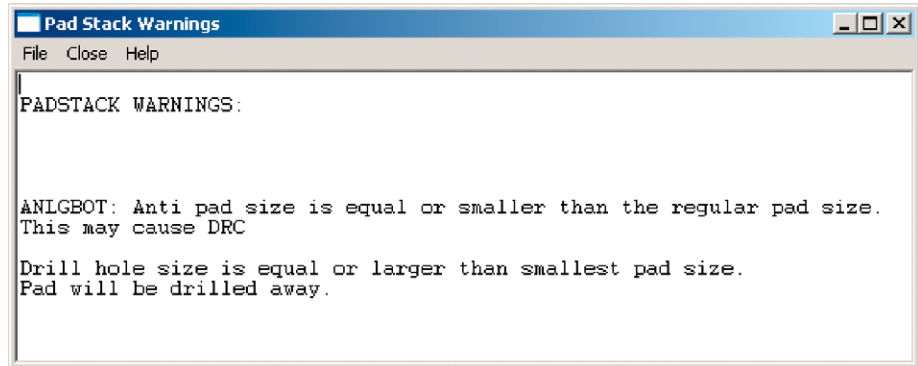 Pad Stack Warnings
File Close Help
PADSTACK WARNINGS:
ANLGBOT: Anti pad size is equal or smaller than the regular pad size.
This may cause DRC
Drill hole size is equal or larger than smallest pad size.
Pad will be drilled away.